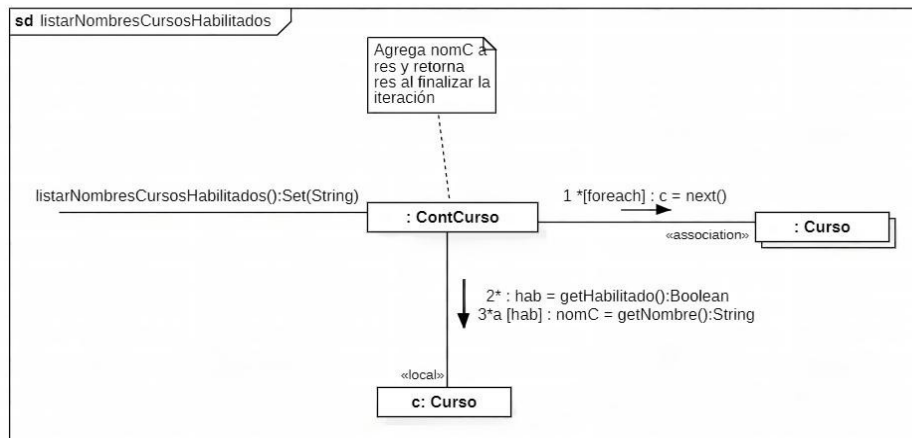 sd listarNombresCursosHabilitados
Agrega nomC a
res y retorna
res al finalizar la
iteración
listarNombresCursosHabilitados():Set(String)
: ContCurso
1 *[foreach] : c = next()
«association»
: Curso
2* : hab = getHabilitado():Boolean
3*a [hab] : nomC = getNombre():String
«local»
c: Curso